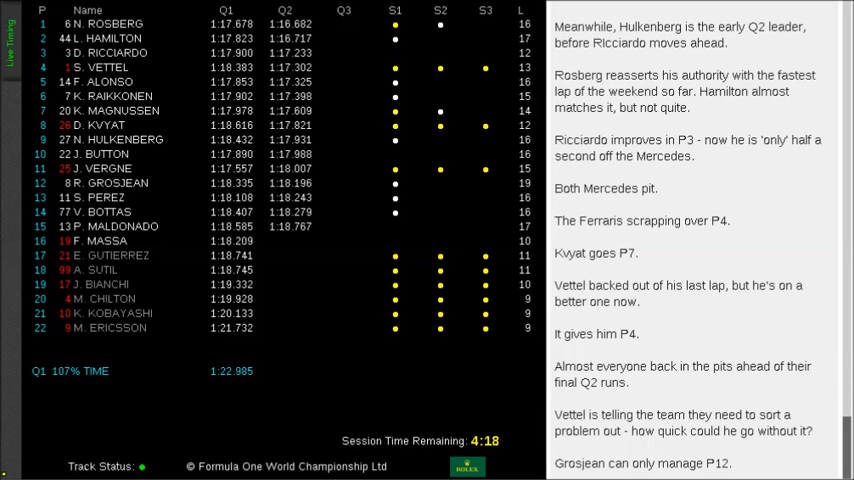 Live Timing
P Name Q1 Q2 Q3 S1 S2 S3 L
1 6 N. ROSBERG 1:17.678 1:16.682 16
2 44 L. HAMILTON 1:17.823 1:16.717 16
3 3 D. RICCIARDO 1:17.900 1:17.233 12
4 1 S. VETTEL 1:18.383 1:17.302 13
5 14 F. ALONSO 1:17.853 1:17.325 16
6 7 K. RAIKKONEN 1:17.902 1:17.398 15
7 20 K. MAGNUSSEN 1:17.978 1:17.609 14
8 26 D. KVYAT 1:18.616 1:17.821 12
9 27 N. HULKENBERG 1:18.432 1:17.931 16
10 22 J. BUTTON 1:17.890 1:17.988 16
11 25 J. VERGNE 1:17.557 1:18.007 15
12 8 R. GROSJEAN 1:18.335 1:18.196 19
13 11 S. PEREZ 1:18.108 1:18.243 16
14 77 V. BOTTAS 1:18.407 1:18.279 16
15 13 P. MALDONADO 1:18.585 1:18.767 17
16 19 F. MASSA 1:18.209 10
17 21 E. GUTIERREZ 1:18.741 11
18 99 A. SUTIL 1:18.745 11
19 17 J. BIANCHI 1:19.332 10
20 4 M. CHILTON 1:19.928 9
21 10 K. KOBAYASHI 1:20.133 9
22 9 M. ERICSSON 1:21.732 9
Q1 107% TIME 1:22.985
Session Time Remaining: 4:18
Track Status: © Formula One World Championship Ltd
ROLEX
Meanwhile, Hulkenberg is the early Q2 leader,
before RIcciardo moves ahead.
Rosberg reasserts his authority with the fastest
lap of the weekend so far. Hamilton almost
matches it, but not quite.
Ricciardo improves in P3 - now he is 'only' half a
second off the Mercedes.
Both Mercedes pit.
The Ferraris scrapping over P4.
Kvyat goes P7.
Vettel backed out of his last lap, but he's on a
better one now.
It gives him P4.
Almost everyone back in the pits ahead of their
final Q2 runs.
Vettel is telling the team they need to sort a
problem out - how quick could he go without it?
Grosjean can only manage P12.